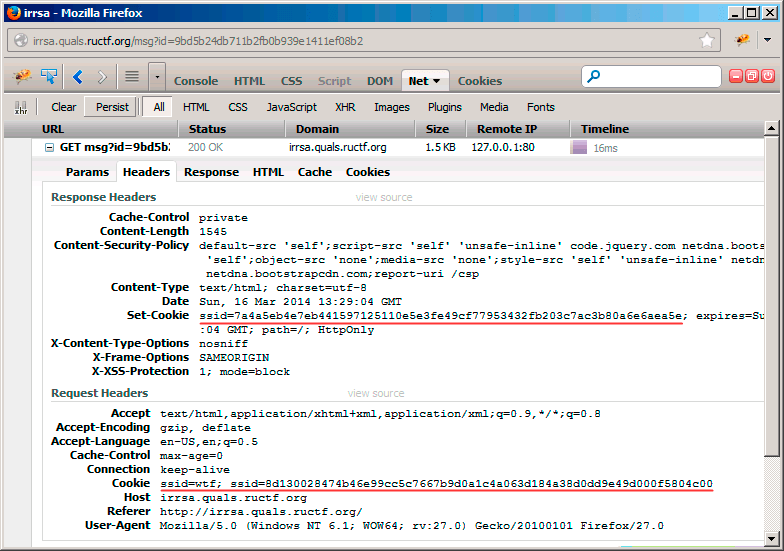 irrsa - Mozilla Firefox
irrsa.quals.ructf.org/msg?id=9bd5b24db711b2fb0b939e1411ef08b2
Console HTML CSS Script DOM Net Cookies
xhr Clear Persist All HTML CSS JavaScript XHR Images Plugins Media Fonts
URL Status Domain Size Remote IP Timeline
GET msg?id=9bd5b2 200 OK irrsa.quals.ructf.org 1.5 KB 127.0.0.1:80 16ms
Params Headers Response HTML Cache Cookies
Response Headers view source
Cache-Control private
Content-Length 1545
Content-Security-Policy default-src 'self';script-src 'self' 'unsafe-inline' code.jquery.com netdna.boots
'self';object-src 'none';media-src 'none';style-src 'self' 'unsafe-inline' netdn
netdna.bootstrapcdn.com;report-uri /csp
Content-Type text/html; charset=utf-8
Date Sun, 16 Mar 2014 13:29:04 GMT
Set-Cookie ssid=7a4a5eb4e7eb441597125110e5e3fe49cf77953432fb203c7ac3b80a6e6aea5e; expires=Su
:04 GMT; path=/; HttpOnly
X-Content-Type-Options nosniff
X-Frame-Options SAMEORIGIN
X-XSS-Protection 1; mode=block
Request Headers view source
Accept text/html,application/xhtml+xml,application/xml;q=0.9,*/*;q=0.8
Accept-Encoding gzip, deflate
Accept-Language en-US,en;q=0.5
Cache-Control max-age=0
Connection keep-alive
Cookie ssid=wtf; ssid=8d130028474b46e99cc5c7667b9d0a1c4a063d184a38d0dd9e49d000f5804c00
Host irrsa.quals.ructf.org
Referer http://irrsa.quals.ructf.org/
User-Agent Mozilla/5.0 (Windows NT 6.1; WOW64; rv:27.0) Gecko/20100101 Firefox/27.0